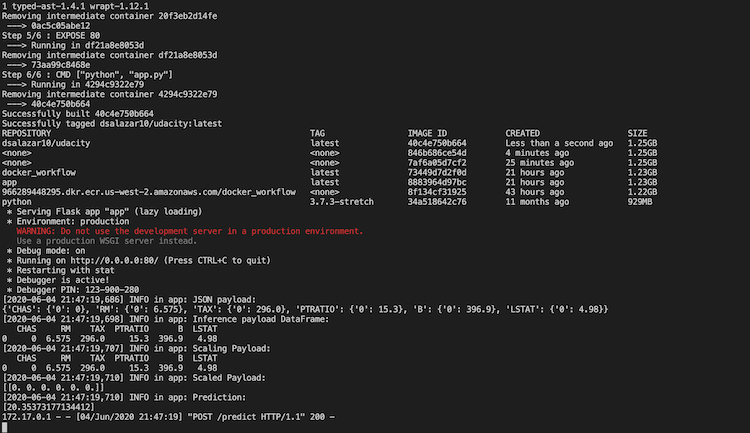 1 typed-ast-1.4.1 wrapt-1.12.1
Removing intermediate container 20f3eb2d14fe
 ---> 0ac5c05abe12
Step 5/6 : EXPOSE 80
 ---> Running in df21a8e8053d
Removing intermediate container df21a8e8053d
 ---> 73aa99c8468e
Step 6/6 : CMD ["python", "app.py"]
 ---> Running in 4294c9322e79
Removing intermediate container 4294c9322e79
 ---> 40c4e750b664
Successfully built 40c4e750b664
Successfully tagged dsalazar10/udacity:latest
REPOSITORY TAG IMAGE ID CREATED SIZE
dsalazar10/udacity latest 40c4e750b664 Less than a second ago 1.25GB
<none> <none> 846b686ce54d 4 minutes ago 1.25GB
<none> <none> 7af6a05d7cf2 25 minutes ago 1.25GB
docker_workflow latest 73449d7d2f0d 21 hours ago 1.23GB
app latest 8883964d97bc 21 hours ago 1.23GB
966289448295.dkr.ecr.us-west-2.amazonaws.com/docker_workflow <none> 8f134cf31925 43 hours ago 1.22GB
python 3.7.3-stretch 34a518642c76 11 months ago 929MB
 * Serving Flask app "app" (lazy loading)
 * Environment: production
   WARNING: Do not use the development server in a production environment.
   Use a production WSGI server instead.
 * Debug mode: on
 * Running on http://0.0.0.0:80/ (Press CTRL+C to quit)
 * Restarting with stat
 * Debugger is active!
 * Debugger PIN: 123-900-280
[2020-06-04 21:47:19,686] INFO in app: JSON payload:
{'CHAS': {'0': 0}, 'RM': {'0': 6.575}, 'TAX': {'0': 296.0}, 'PTRATIO': {'0': 15.3}, 'B': {'0': 396.9}, 'LSTAT': {'0': 4.98}}
[2020-06-04 21:47:19,698] INFO in app: Inference payload DataFrame:
   CHAS     RM    TAX  PTRATIO      B  LSTAT
0     0  6.575  296.0     15.3  396.9   4.98
[2020-06-04 21:47:19,707] INFO in app: Scaling Payload:
   CHAS     RM    TAX  PTRATIO      B  LSTAT
0     0  6.575  296.0     15.3  396.9   4.98
[2020-06-04 21:47:19,710] INFO in app: Scaled Payload:
[[0. 0. 0. 0. 0. 0.]]
[2020-06-04 21:47:19,710] INFO in app: Prediction:
[20.35373177134412]
172.17.0.1 - - [04/Jun/2020 21:47:19] "POST /predict HTTP/1.1" 200 -